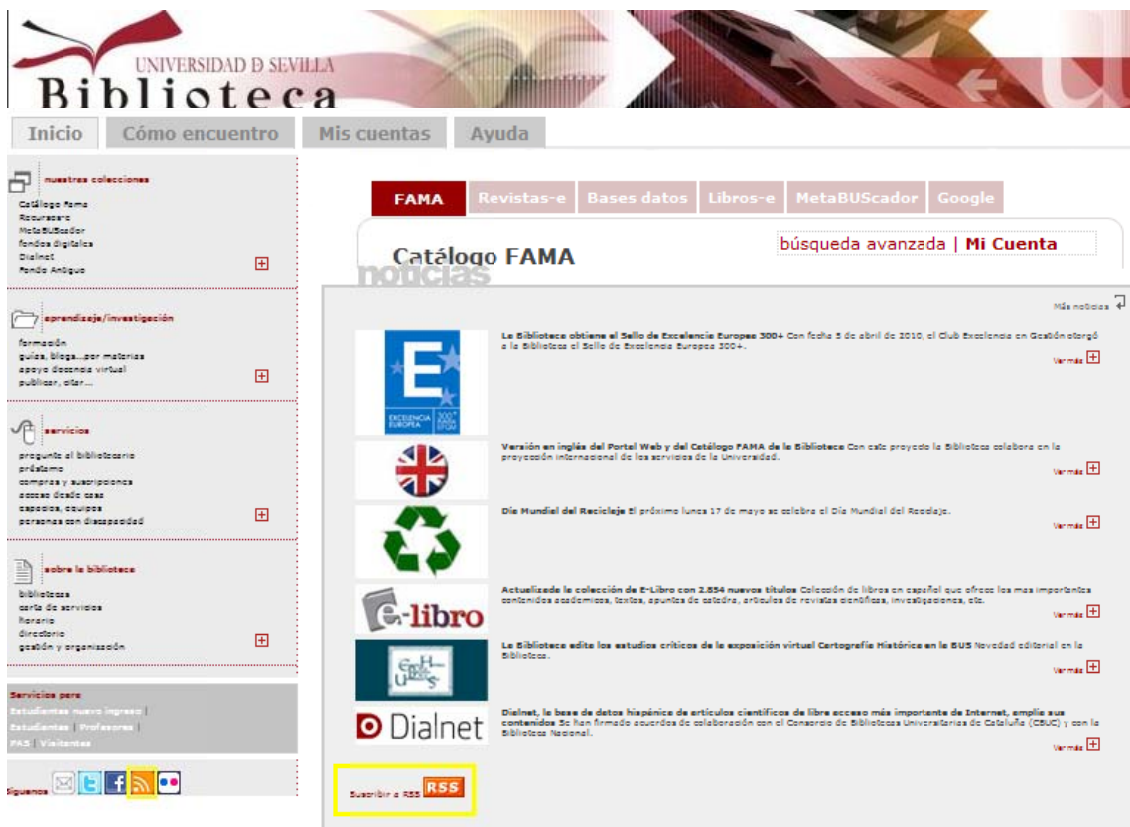 UNIVERSIDAD D SEVILLA
Biblioteca
Inicio Cómo encuentro Mis cuentas Ayuda
nuestras colecciones
Catálogo Fama
Recursos-e
MetaBUScador
fondos digitales
Dialnet
Fondo Antiguo
aprendizaje/investigación
formación
guías, blogs...por materias
apoyo docencia virtual
publicar, citar...
servicios
pregunte al bibliotecario
préstamo
compras y suscripciones
acceso desde casa
espacios, equipos
personas con discapacidad
sobre la biblioteca
bibliotecas
carta de servicios
horario
directorio
gestión y organización
Servicios para
Estudiantes nuevo ingreso |
Estudiantes | Profesores |
PAS | Visitantes
Síguenos
FAMA Revistas-e Bases datos Libros-e MetaBUScador Google
búsqueda avanzada | Mi Cuenta
Catálogo FAMA
noticias
Más noticias
EXCELENCIA EUROPEA 300+
La Biblioteca obtiene el Sello de Excelencia Europea 300+ Con fecha 5 de abril de 2010, el Club Excelencia en Gestión otorgó
a la Biblioteca el Sello de Excelencia Europea 300+.
Ver más
Versión en inglés del Portal Web y del Catálogo FAMA de la Biblioteca Con este proyecto la Biblioteca colabora en la
proyección internacional de los servicios de la Universidad.
Ver más
Día Mundial del Reciclaje El próximo lunes 17 de mayo se celebra el Día Mundial del Reciclaje.
Ver más
e-libro
Actualizada la colección de E-Libro con 2.854 nuevos títulos Colección de libros en español que ofrece los mas importantes
contenidos academicos, textos, apuntes de catedra, artículos de revistas científicas, investigaciones, etc.
Ver más
La Biblioteca edita los estudios críticos de la exposición virtual Cartografía Histórica en la BUS Novedad editorial en la
Biblioteca.
Ver más
Dialnet
Dialnet, la base de datos hispánica de artículos científicos de libre acceso más importante de Internet, amplía sus
contenidos Se han firmado acuerdos de colaboración con el Consorcio de Bibliotecas Universitarias de Cataluña (CBUC) y con la
Biblioteca Nacional.
Ver más
Suscribir a RSS RSS